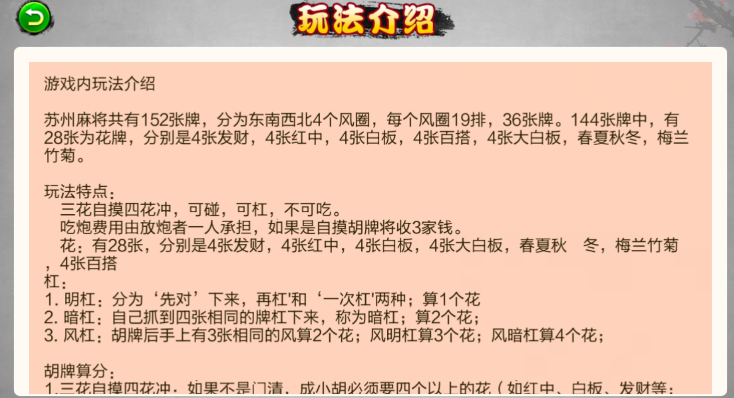 玩法介绍
游戏内玩法介绍
苏州麻将共有152张牌，分为东南西北4个风圈，每个风圈19排，36张牌。144张牌中，有
28张为花牌，分别是4张发财，4张红中，4张白板，4张百搭，4张大白板，春夏秋冬，梅兰
竹菊。
玩法特点：
三花自摸四花冲，可碰，可杠，不可吃。
吃炮费用由放炮者一人承担，如果是自摸胡牌将收3家钱。
花：有28张，分别是4张发财，4张红中，4张白板，4张大白板，春夏秋 冬，梅兰竹菊
，4张百搭
杠：
1. 明杠：分为‘先对’下来，再杠'和‘一次杠'两种；算1个花
2. 暗杠：自己抓到四张相同的牌杠下来，称为暗杠；算2个花；
3. 风杠：胡牌后手上有3张相同的风算2个花；风明杠算3个花；风暗杠算4个花；
胡牌算分：
1.三花自摸四花冲；如果不是门清，成小胡必须要四个以上的花（如红中、白板、发财等；